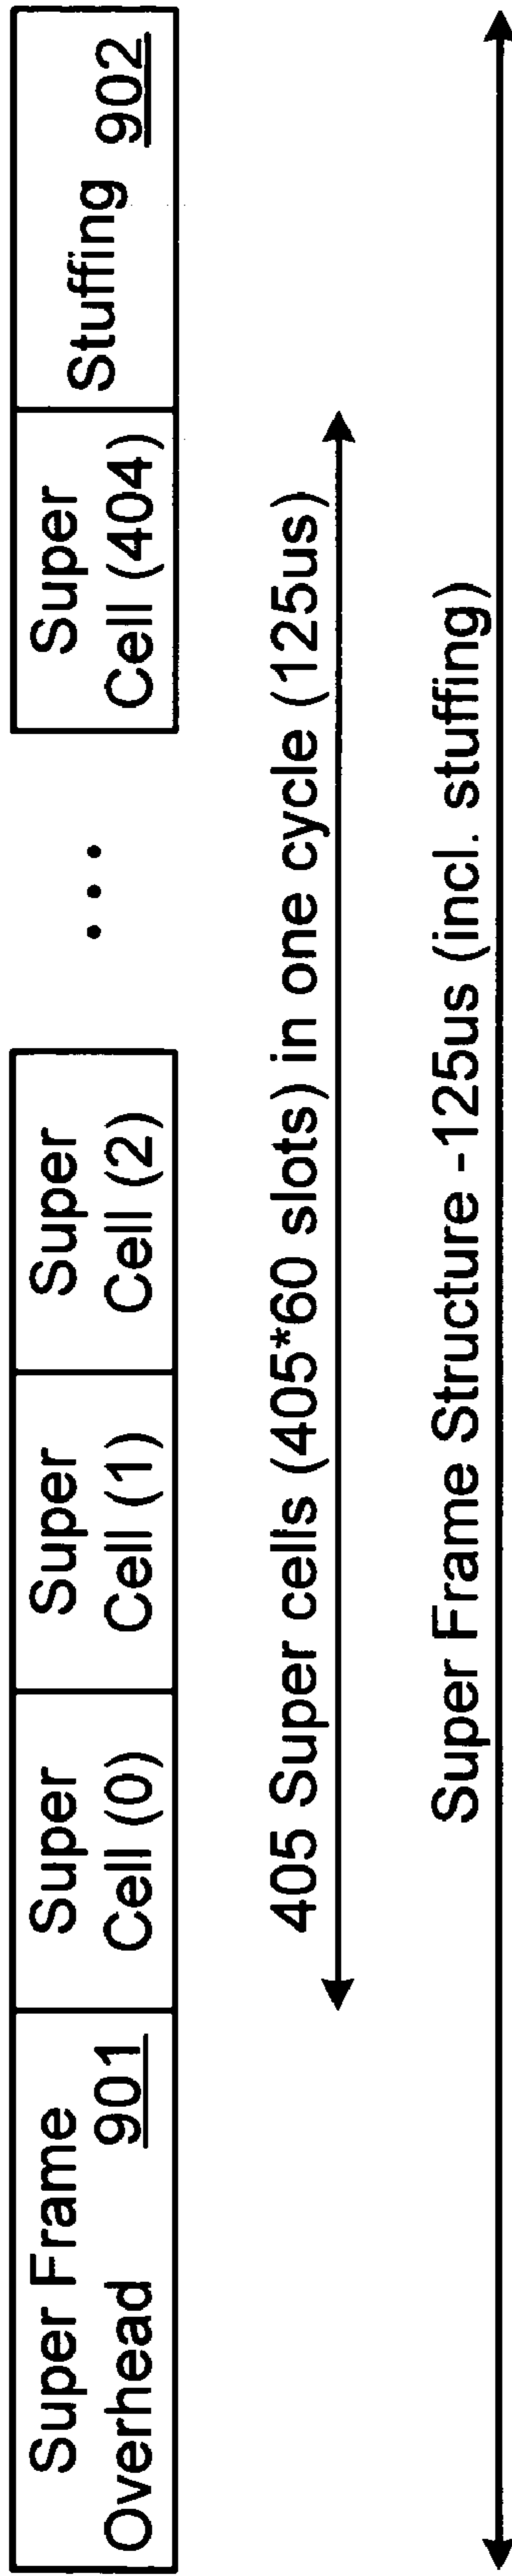 Super Frame
Overhead 901
Super
Cell (0)
Super
Cell (1)
Super
Cell (2)
...
Super
Cell (404)
Stuffing 902
405 Super cells (405*60 slots) in one cycle (125us)
Super Frame Structure -125us (incl. stuffing)